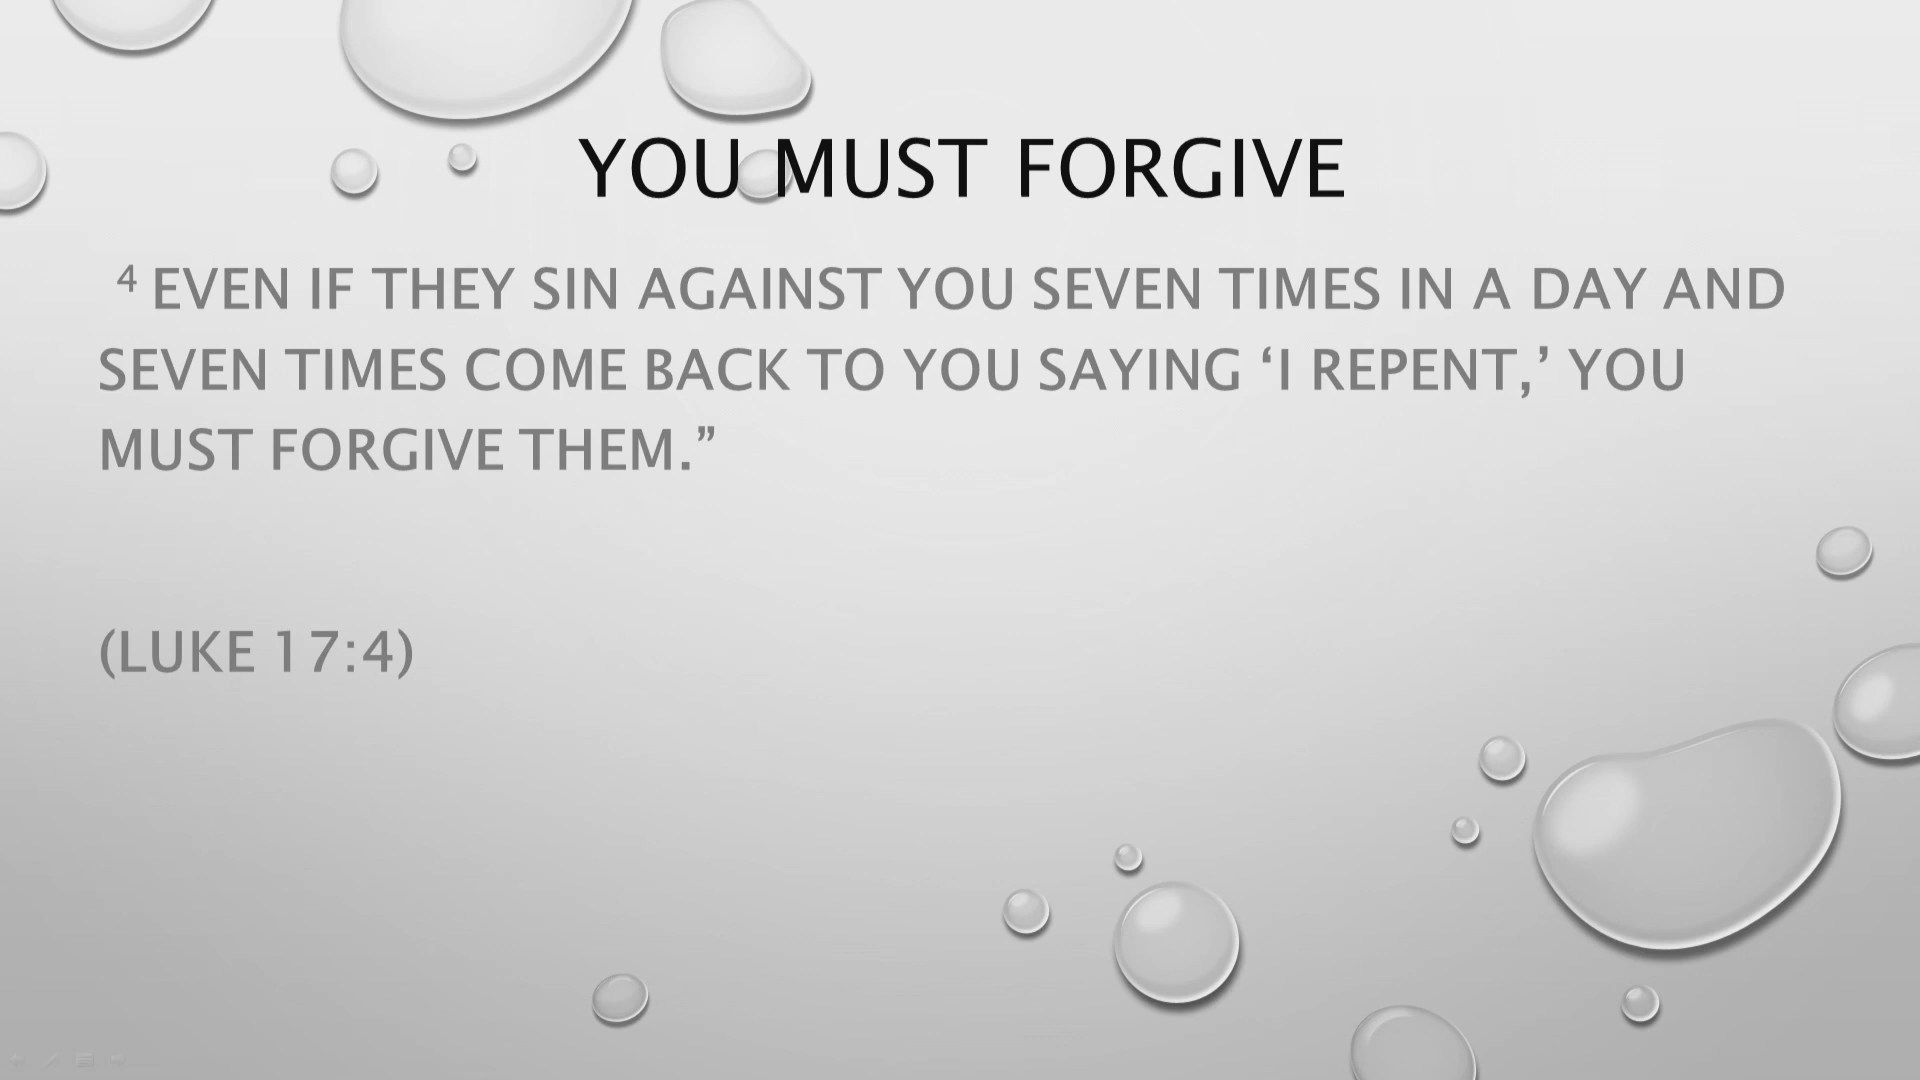 YOU MUST FORGIVE
⁴ EVEN IF THEY SIN AGAINST YOU SEVEN TIMES IN A DAY AND
SEVEN TIMES COME BACK TO YOU SAYING ‘I REPENT,’ YOU
MUST FORGIVE THEM.”
(LUKE 17:4)